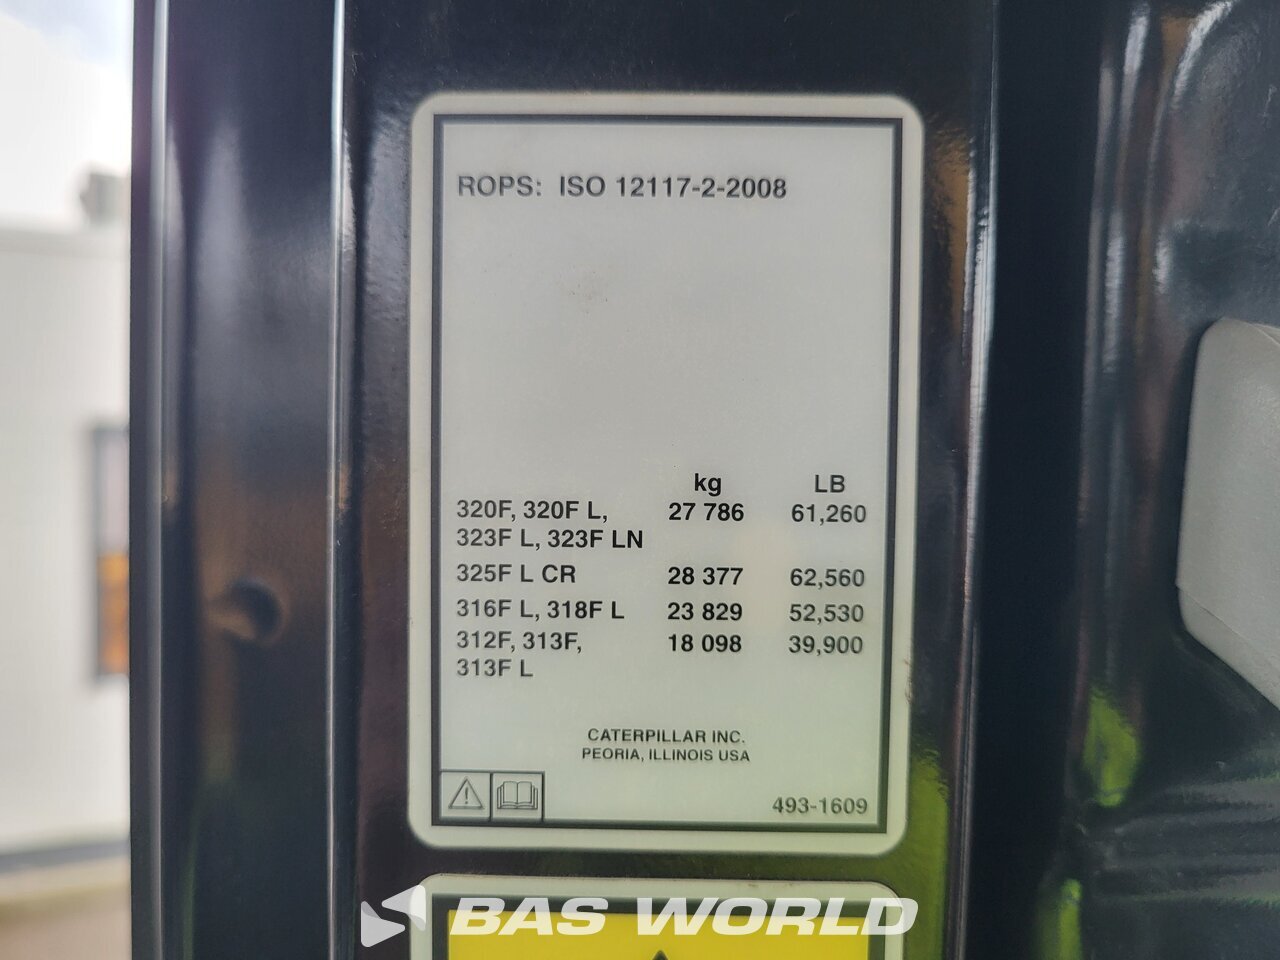 ROPS: ISO 12117-2-2008
kg LB
320F, 320F L, 27 786 61,260
323F L, 323F LN
325F L CR 28 377 62,560
316F L, 318F L 23 829 52,530
312F, 313F, 18 098 39,900
313F L
CATERPILLAR INC.
PEORIA, ILLINOIS USA
493-1609
BAS WORLD